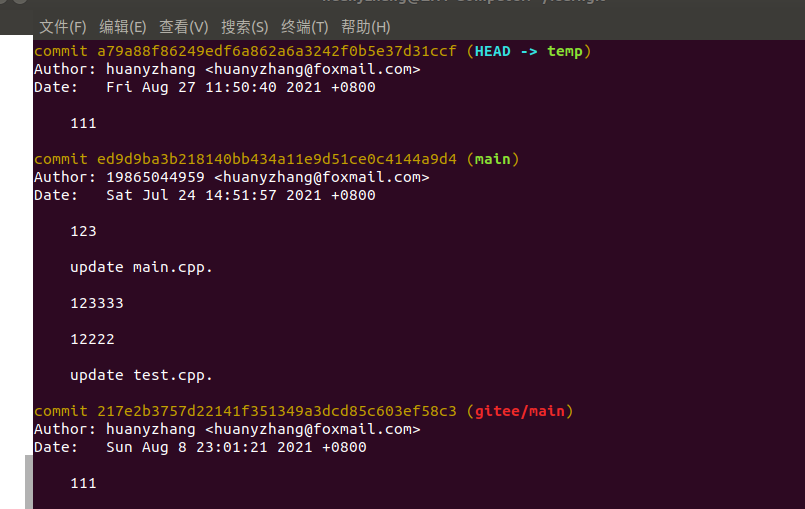 文件(F) 编辑(E) 查看(V) 搜索(S) 终端(T) 帮助(H)
commit a79a88f86249edf6a862a6a3242f0b5e37d31ccf (HEAD -> temp)
Author: huanyzhang <huanyzhang@foxmail.com>
Date:   Fri Aug 27 11:50:40 2021 +0800
111
commit ed9d9ba3b218140bb434a11e9d51ce0c4144a9d4 (main)
Author: 19865044959 <huanyzhang@foxmail.com>
Date:   Sat Jul 24 14:51:57 2021 +0800
123
update main.cpp.
123333
12222
update test.cpp.
commit 217e2b3757d22141f351349a3dcd85c603ef58c3 (gitee/main)
Author: huanyzhang <huanyzhang@foxmail.com>
Date:   Sun Aug 8 23:01:21 2021 +0800
111